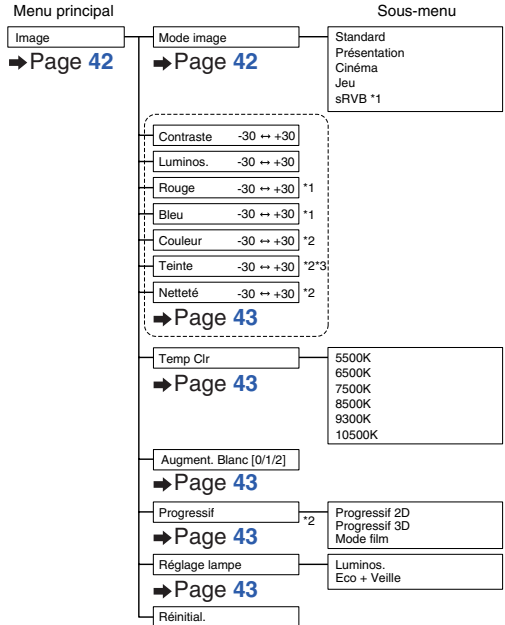 Menu principal
Sous-menu
Image
➡Page 42
Mode image
➡Page 42
Standard
Présentation
Cinéma
Jeu
sRVB *1
Contraste -30 ↔ +30
Luminos. -30 ↔ +30
Rouge -30 ↔ +30 *1
Bleu -30 ↔ +30 *1
Couleur -30 ↔ +30 *2
Teinte -30 ↔ +30 *2*3
Netteté -30 ↔ +30 *2
➡Page 43
Temp Clr
➡Page 43
5500K
6500K
7500K
8500K
9300K
10500K
Augment. Blanc [0/1/2]
➡Page 43
Progressif *2
➡Page 43
Progressif 2D
Progressif 3D
Mode film
Réglage lampe
➡Page 43
Luminos.
Eco + Veille
Réinitial.